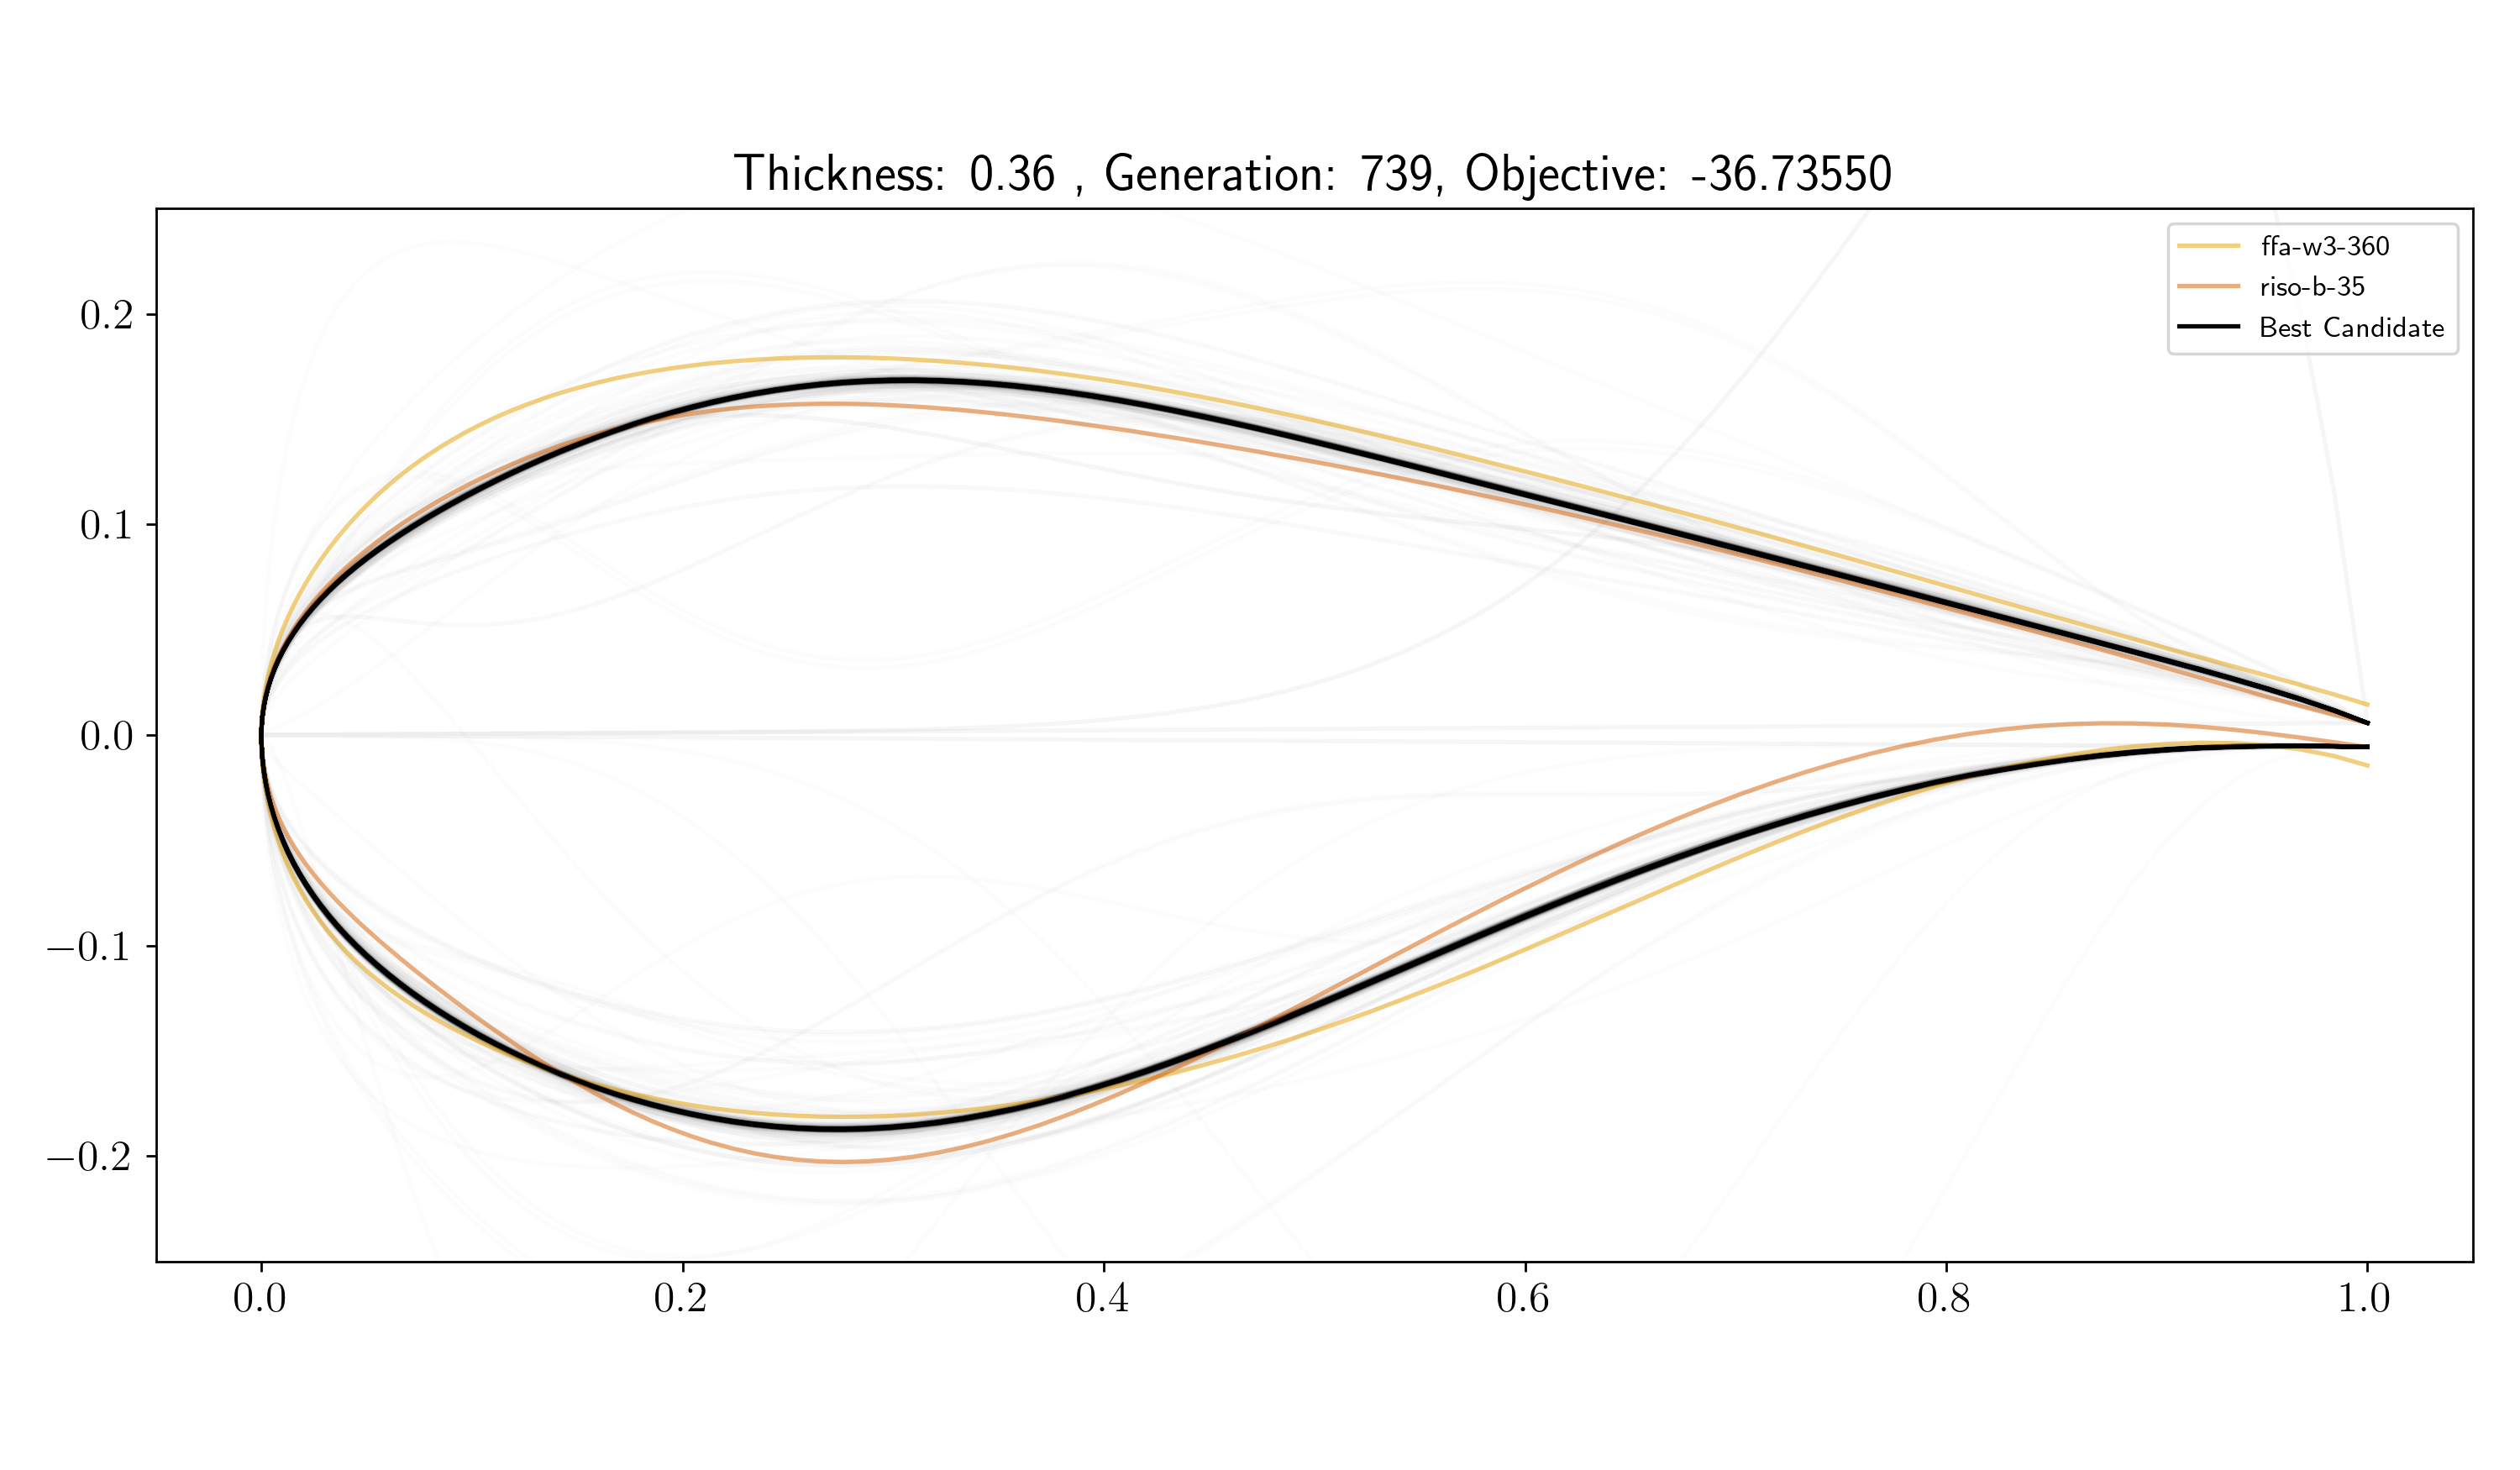 Thickness: 0.36 , Generation: 739, Objective: -36.73550
ffa-w3-360
riso-b-35
Best Candidate
0.2
0.1
0.0
−0.1
−0.2
0.0 0.2 0.4 0.6 0.8 1.0